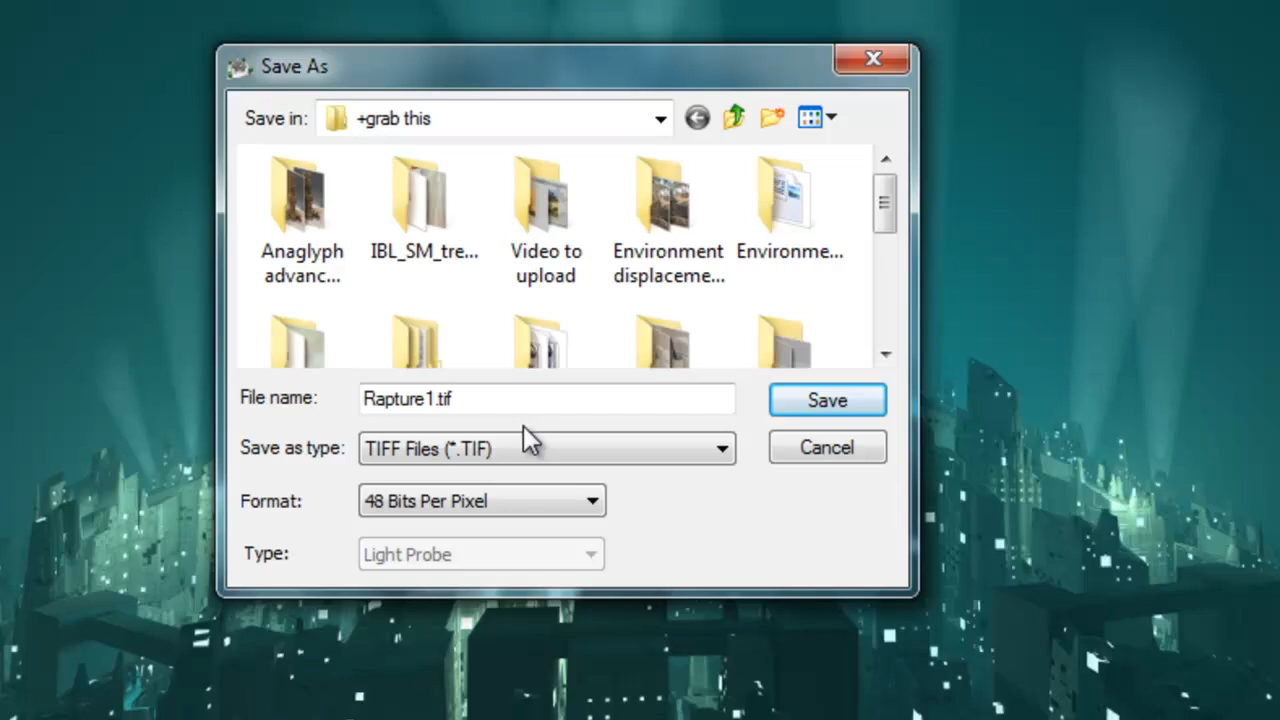 Save As
Save in:
+grab this
Anaglyph
advanc...
IBL_SM_tre...
Video to
upload
Environment
displaceme...
Environme...
File name:
Rapture1.tif
Save
Save as type:
TIFF Files (*.TIF)
Cancel
Format:
48 Bits Per Pixel
Type:
Light Probe